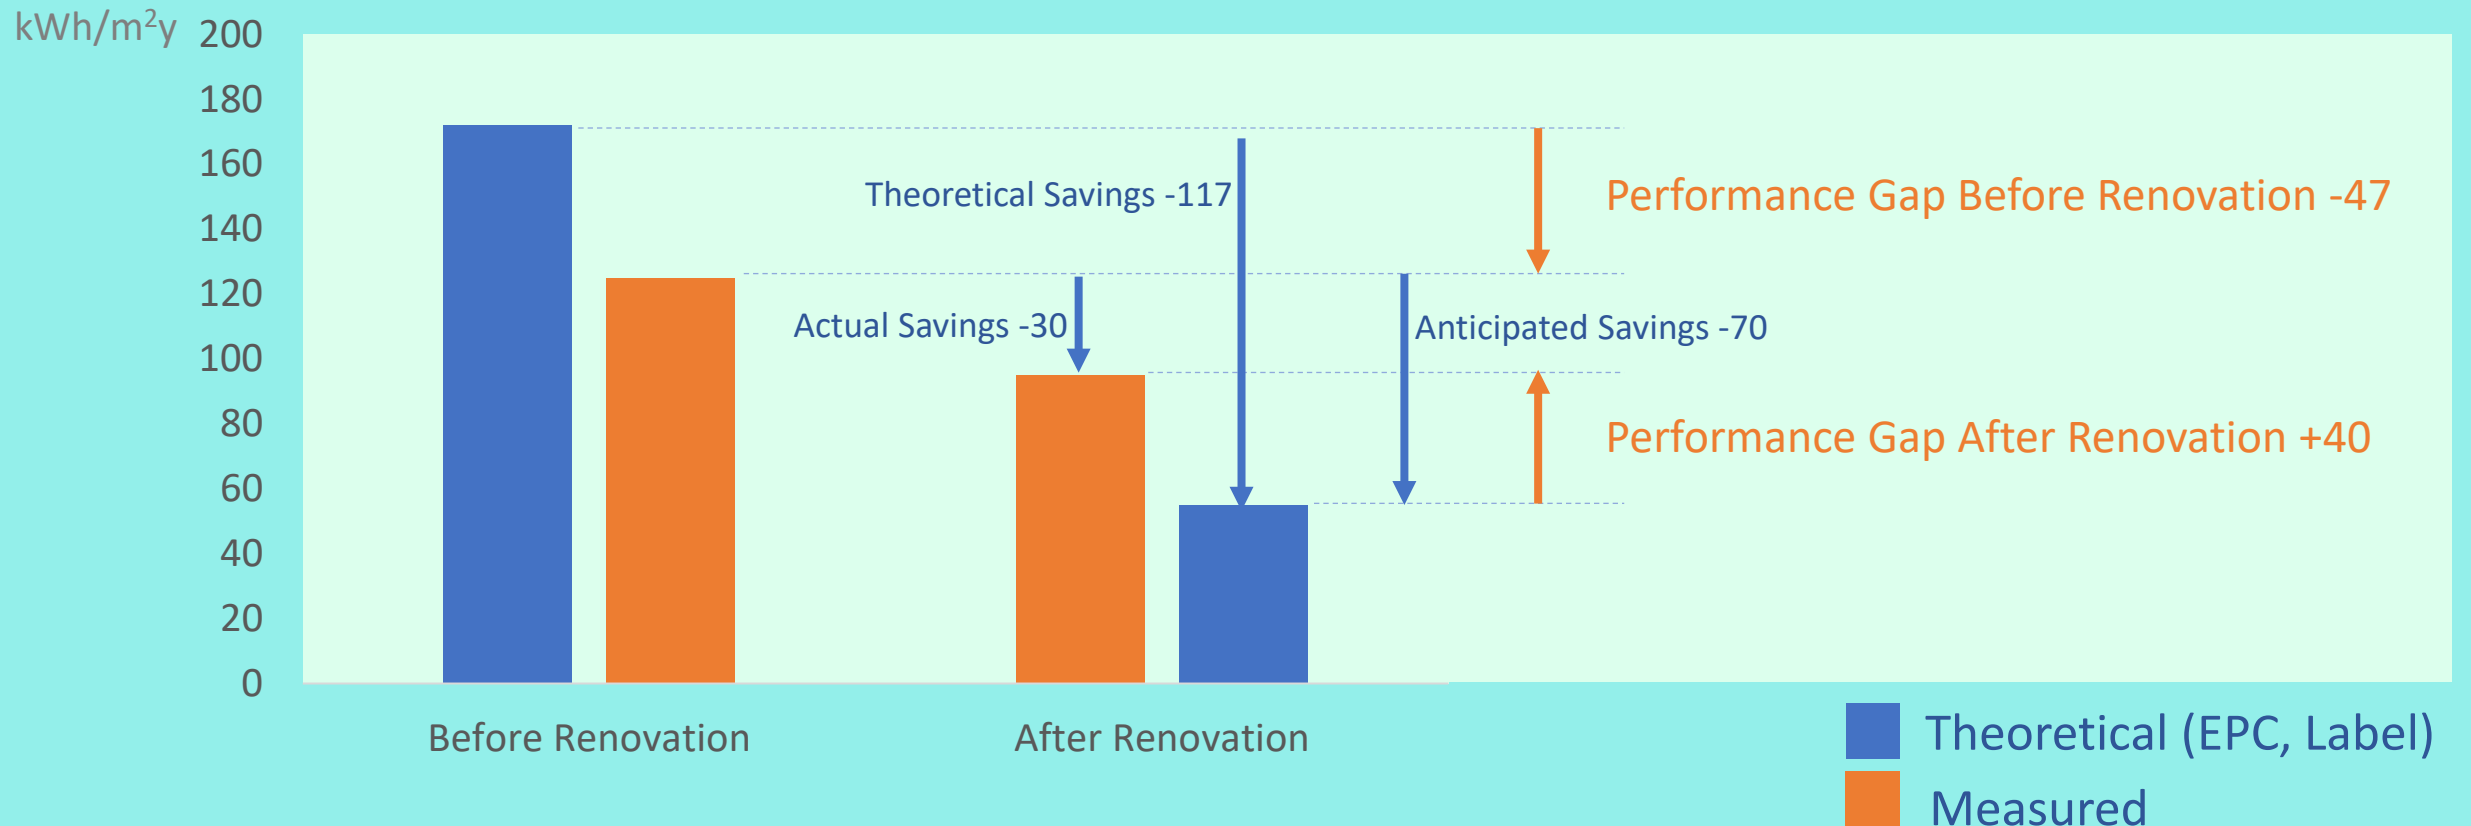 kWh/m²y
200
180
160
140
120
100
80
60
40
20
0
Theoretical Savings -117
Performance Gap Before Renovation -47
Actual Savings -30
Anticipated Savings -70
Performance Gap After Renovation +40
Before Renovation
After Renovation
Theoretical (EPC, Label)
Measured